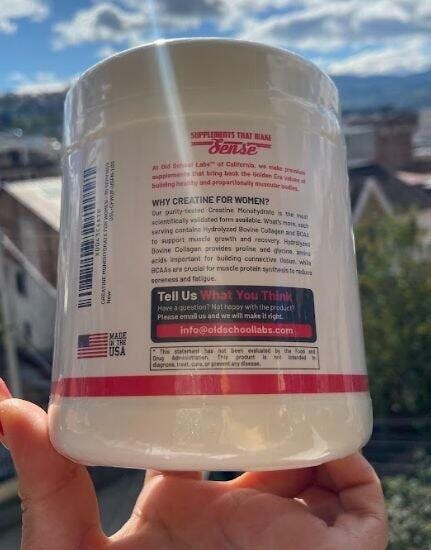 SUPPLEMENTS THAT MAKE
Sense
At Old School Labs™ of California, we make premium
supplements that bring back the Golden Era values of
building healthy and proportionally muscular bodies.
WHY CREATINE FOR WOMEN?
Our purity-tested Creatine Monohydrate is the most
scientifically validated form available. What's more, each
serving contains Hydrolyzed Bovine Collagen and BCAAs
to support muscle growth and recovery. Hydrolyzed
Bovine Collagen provides proline and glycine, amino
acids important for building connective tissue, while
BCAAs are crucial for muscle protein synthesis to reduce
soreness and fatigue.
Tell Us What You Think
Have a question? Not happy with the product?
Please email us and we will make it right.
info@oldschoollabs.com
* This statement has not been evaluated by the Food and
Drug Administration. This product is not intended to
diagnose, treat, cure, or prevent any disease.
MADE
IN THE
USA
CREATINE MONOHYDRATE FOR WOMEN
New